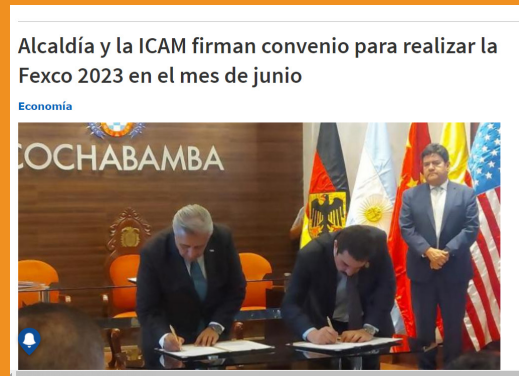 Alcaldía y la ICAM firman convenio para realizar la
Fexco 2023 en el mes de junio
Economía
COCHABAMBA